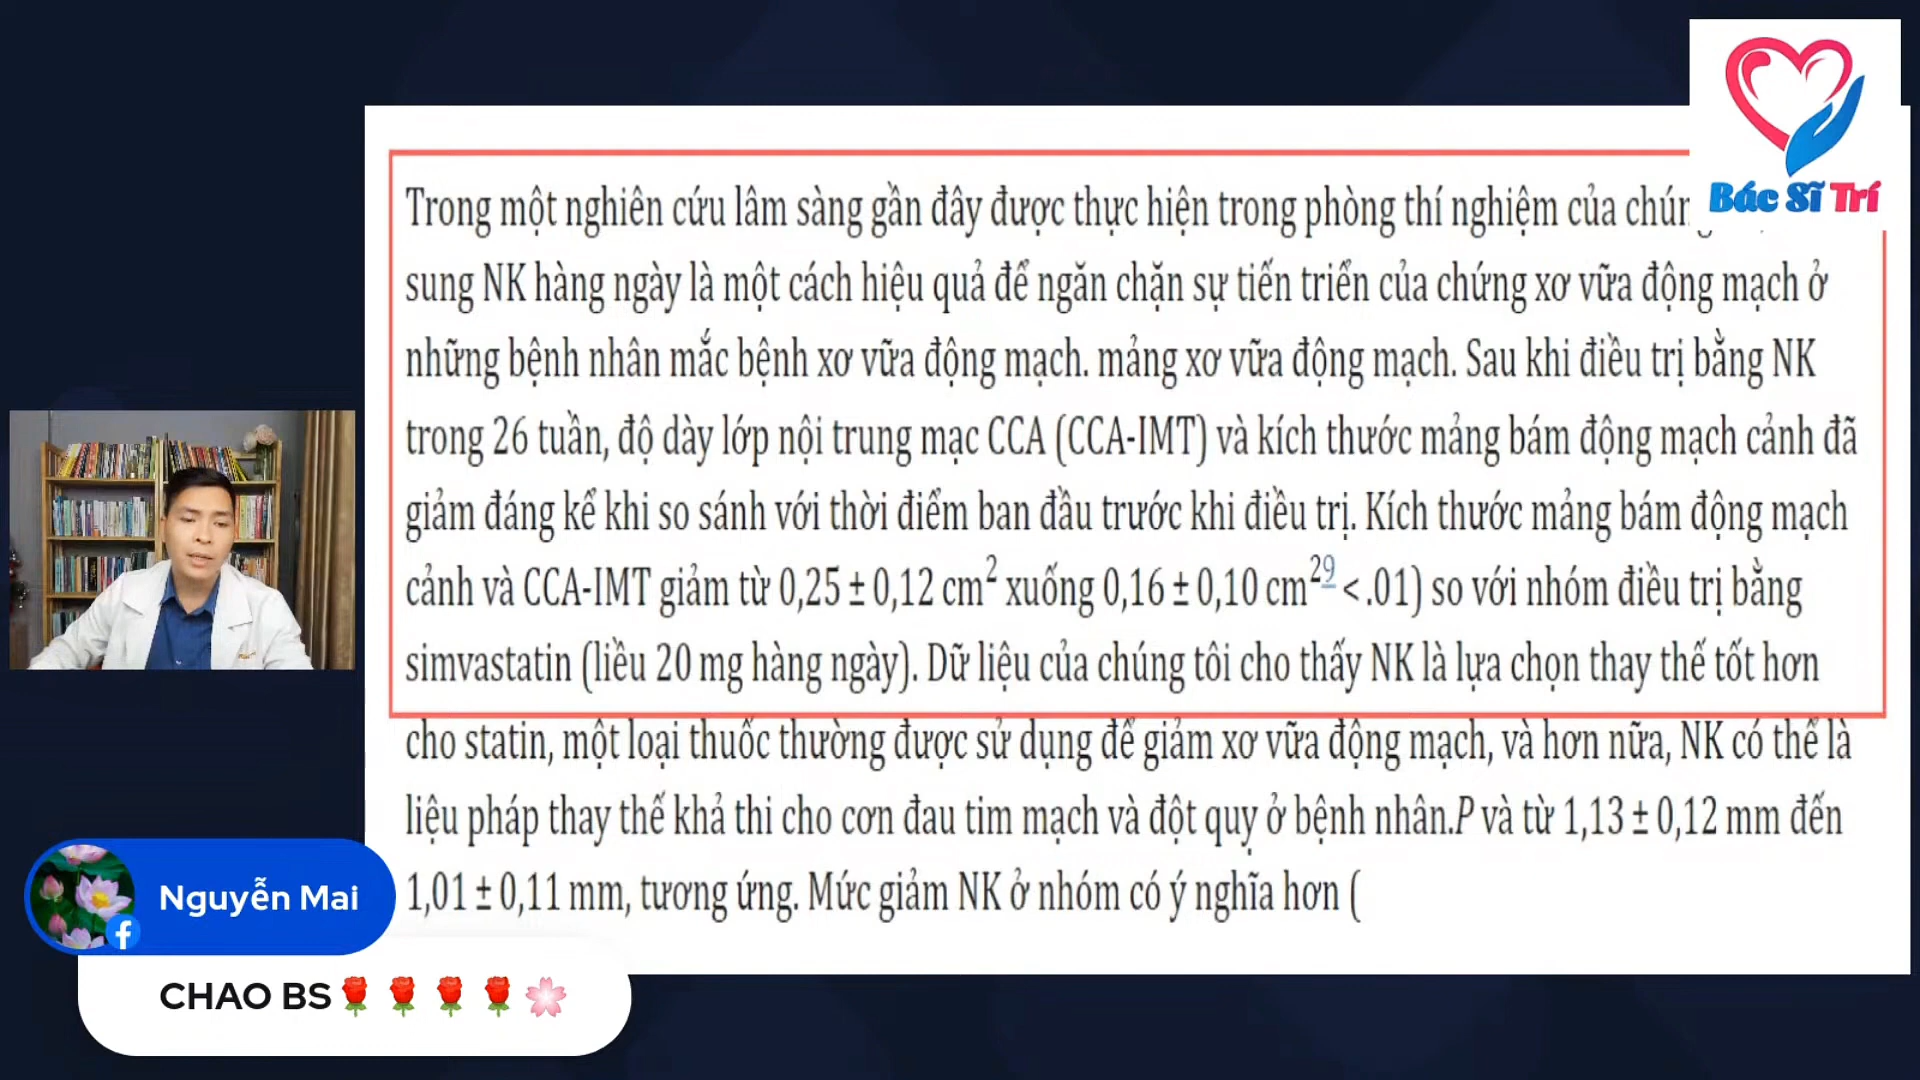 Bác Sĩ Trí
Trong một nghiên cứu lâm sàng gần đây được thực hiện trong phòng thí nghiệm của
sung NK hàng ngày là một cách hiệu quả để ngăn chặn sự tiến triển của chứng xơ vữa động mạch ở
những bệnh nhân mắc bệnh xơ vữa động mạch. mảng xơ vữa động mạch. Sau khi điều trị bằng NK
trong 26 tuần, độ dày lớp nội trung mạc CCA (CCA-IMT) và kích thước mảng bám động mạch cảnh đã
giảm đáng kể khi so sánh với thời điểm ban đầu trước khi điều trị. Kích thước mảng bám động mạch
cảnh và CCA-IMT giảm từ 0,25 ± 0,12 cm² xuống 0,16 ± 0,10 cm²⁹ < .01) so với nhóm điều trị bằng
simvastatin (liều 20 mg hàng ngày). Dữ liệu của chúng tôi cho thấy NK là lựa chọn thay thế tốt hơn
cho statin, một loại thuốc thường được sử dụng để giảm xơ vữa động mạch, và hơn nữa, NK có thể là
liệu pháp thay thế khả thi cho cơn đau tim mạch và đột quỵ ở bệnh nhân.P và từ 1,13 ± 0,12 mm đến
1,01 ± 0,11 mm, tương ứng. Mức giảm NK ở nhóm có ý nghĩa hơn (
Nguyễn Mai
CHAO BS🌹🌹🌹🌹🌸